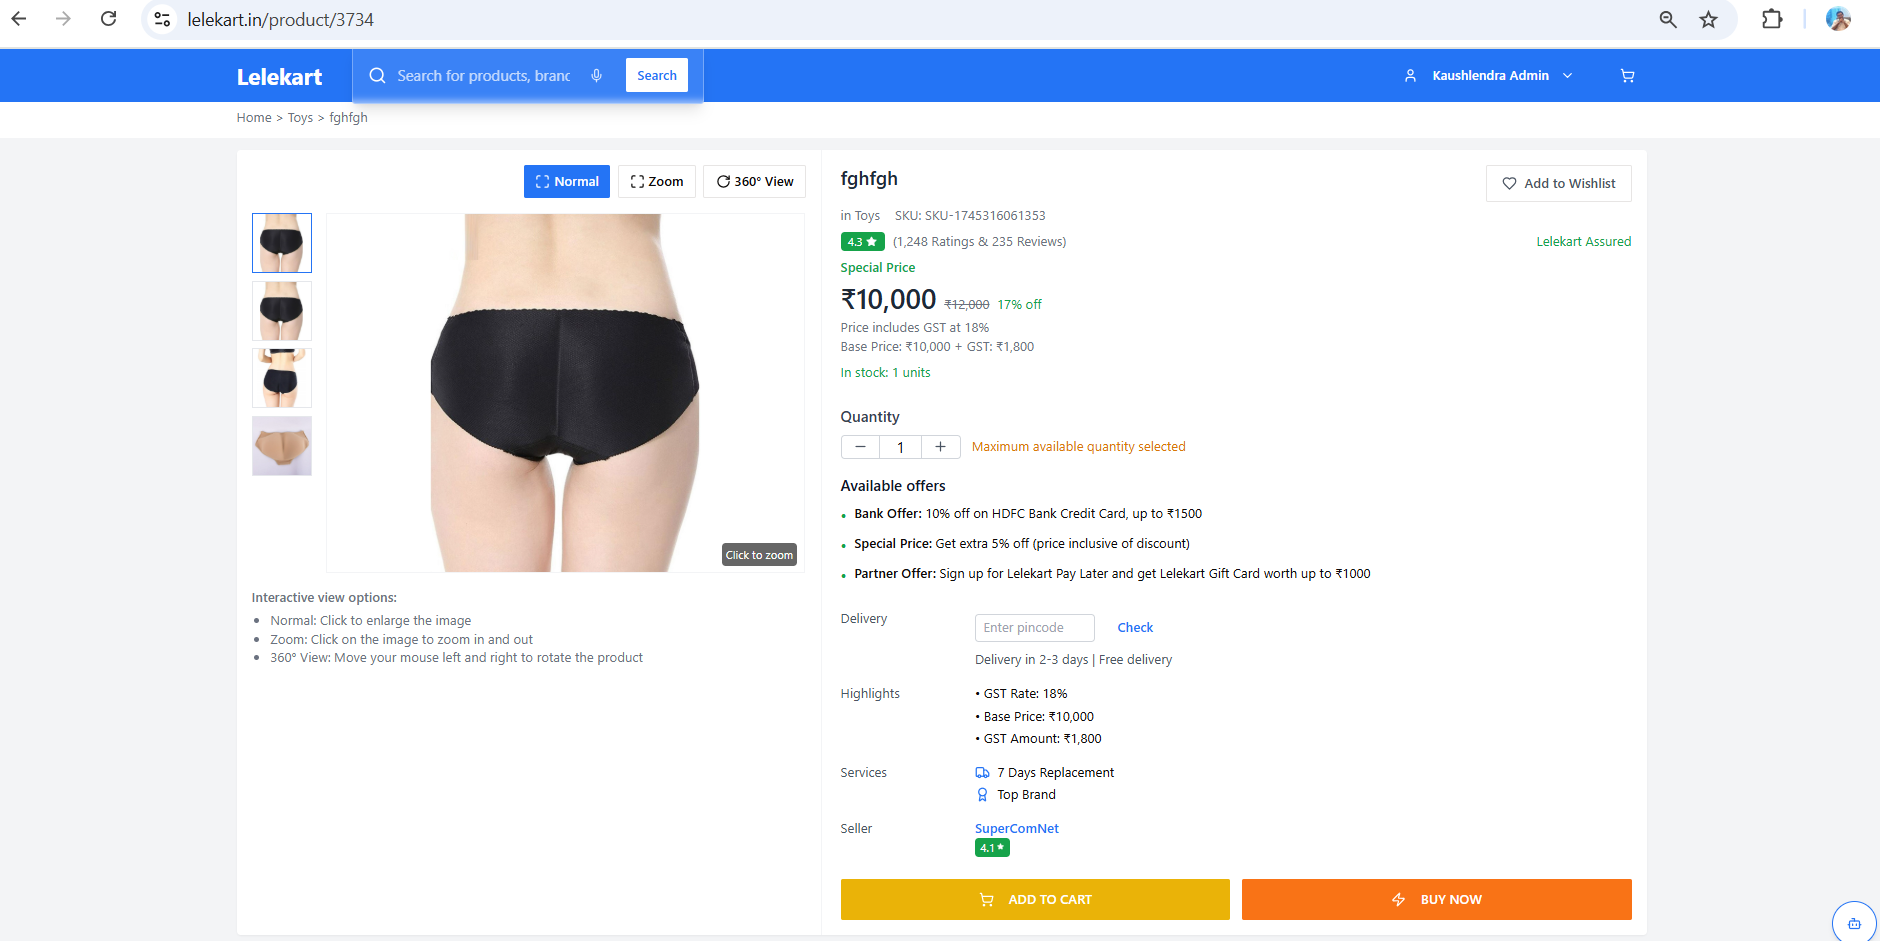 lelekart.in/product/3734
Lelekart
Search for products, branc
Search
Kaushlendra Admin
Home > Toys > fghfgh
Normal
Zoom
360° View
Click to zoom
Interactive view options:
• Normal: Click to enlarge the image
• Zoom: Click on the image to zoom in and out
• 360° View: Move your mouse left and right to rotate the product
fghfgh
Add to Wishlist
in Toys SKU: SKU-1745316061353
4.3 ★ (1,248 Ratings & 235 Reviews)
Lelekart Assured
Special Price
₹10,000 ₹12,000 17% off
Price includes GST at 18%
Base Price: ₹10,000 + GST: ₹1,800
In stock: 1 units
Quantity
− 1 + Maximum available quantity selected
Available offers
• Bank Offer: 10% off on HDFC Bank Credit Card, up to ₹1500
• Special Price: Get extra 5% off (price inclusive of discount)
• Partner Offer: Sign up for Lelekart Pay Later and get Lelekart Gift Card worth up to ₹1000
Delivery
Enter pincode
Check
Delivery in 2-3 days | Free delivery
Highlights
• GST Rate: 18%
• Base Price: ₹10,000
• GST Amount: ₹1,800
Services
7 Days Replacement
Top Brand
Seller
SuperComNet
4.1 ★
ADD TO CART
BUY NOW